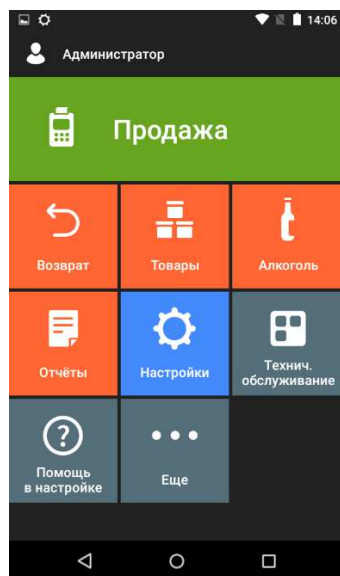 14:06
Администратор
Продажа
Возврат
Товары
Алкоголь
Отчёты
Настройки
Технич.
обслуживание
Помощь
в настройке
Еще